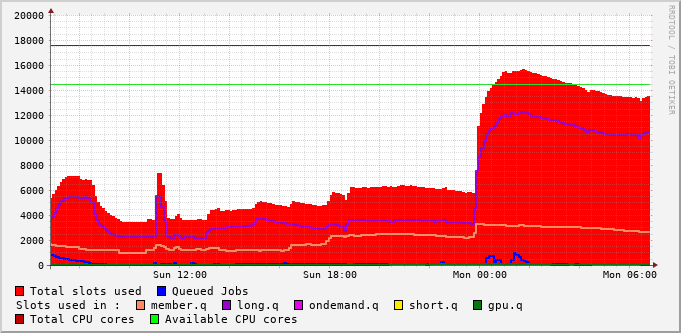 20000
18000
16000
14000
12000
10000
8000
6000
4000
2000
0
Sun 12:00 Sun 18:00 Mon 00:00 Mon 06:00
RRDTOOL / TOBI OETIKER
Total slots used Queued Jobs
Slots used in : member.q long.q ondemand.q short.q gpu.q
Total CPU cores Available CPU cores